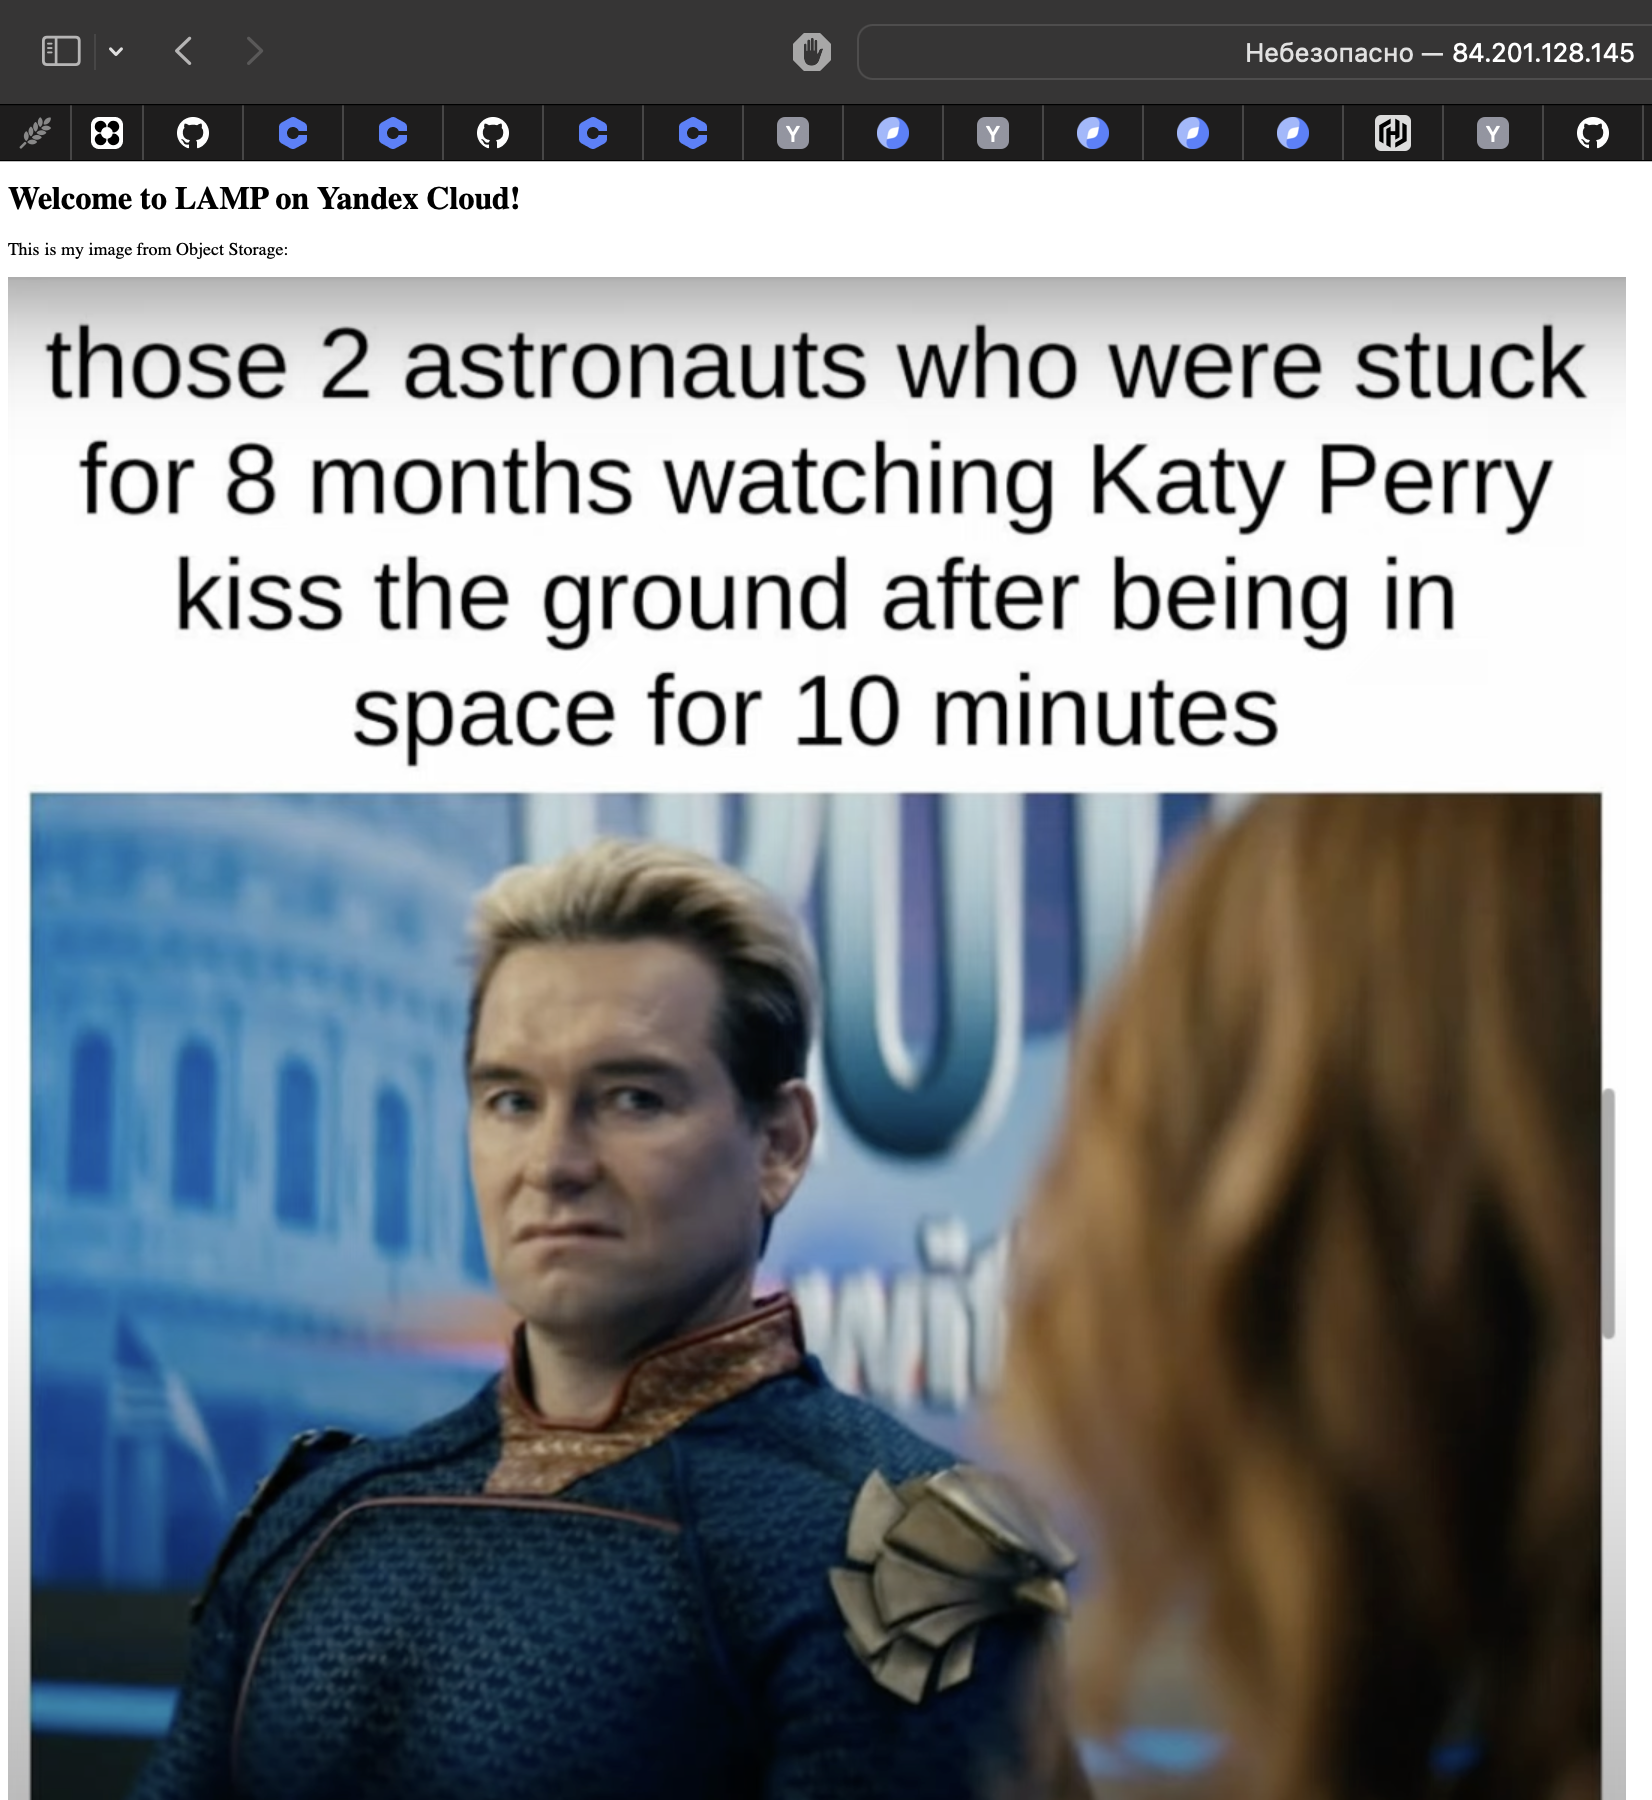 Небезопасно — 84.201.128.145
Y
Y
Y
Welcome to LAMP on Yandex Cloud!
This is my image from Object Storage:
those 2 astronauts who were stuck
for 8 months watching Katy Perry
kiss the ground after being in
space for 10 minutes